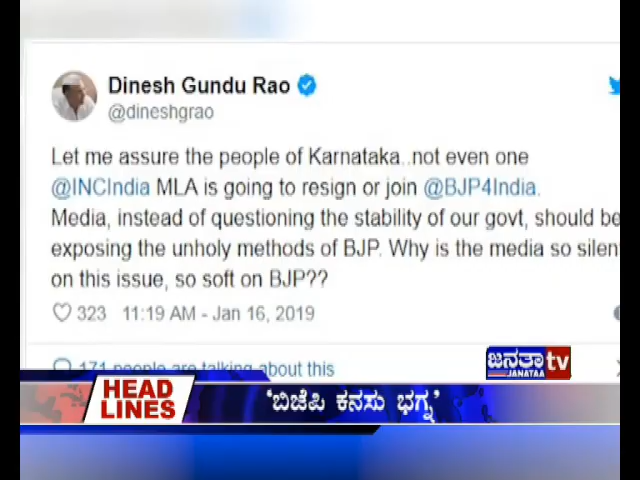 Dinesh Gundu Rao
@dineshgrao
Let me assure the people of Karnataka..not even one
@INCIndia MLA is going to resign or join @BJP4India.
Media, instead of questioning the stability of our govt, should be
exposing the unholy methods of BJP. Why is the media so silent
on this issue, so soft on BJP??
323 11:19 AM - Jan 16, 2019
171 people are talking about this
ಜನತಾ tv
JANATAA
HEAD
LINES
'ಬಿಜೆಪಿ ಕನಸು ಭಗ್ನ'